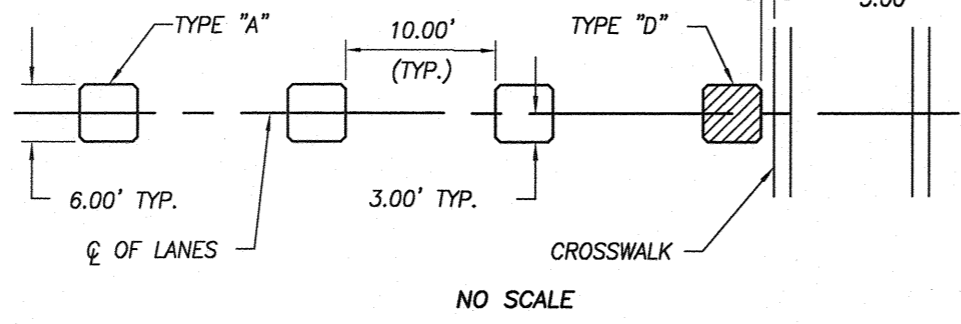 TYPE "A"
10.00'
(TYP.)
TYPE "D"
6.00' TYP.
3.00' TYP.
℄ OF LANES
CROSSWALK
NO SCALE